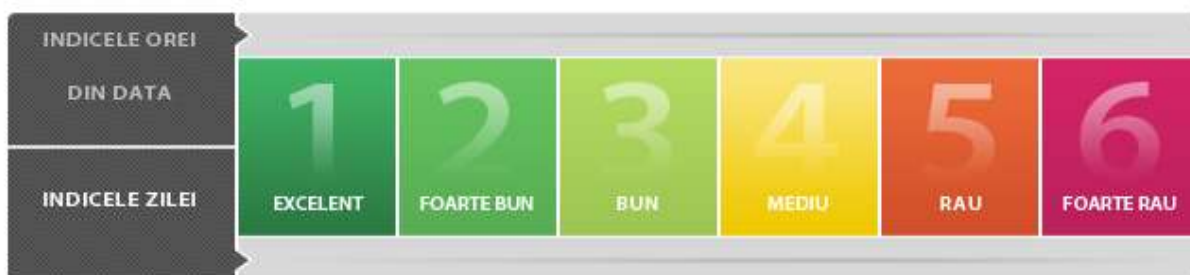 INDICELE OREI
DIN DATA
INDICELE ZILEI
1
EXCELENT
2
FOARTE BUN
3
BUN
4
MEDIU
5
RAU
6
FOARTE RAU